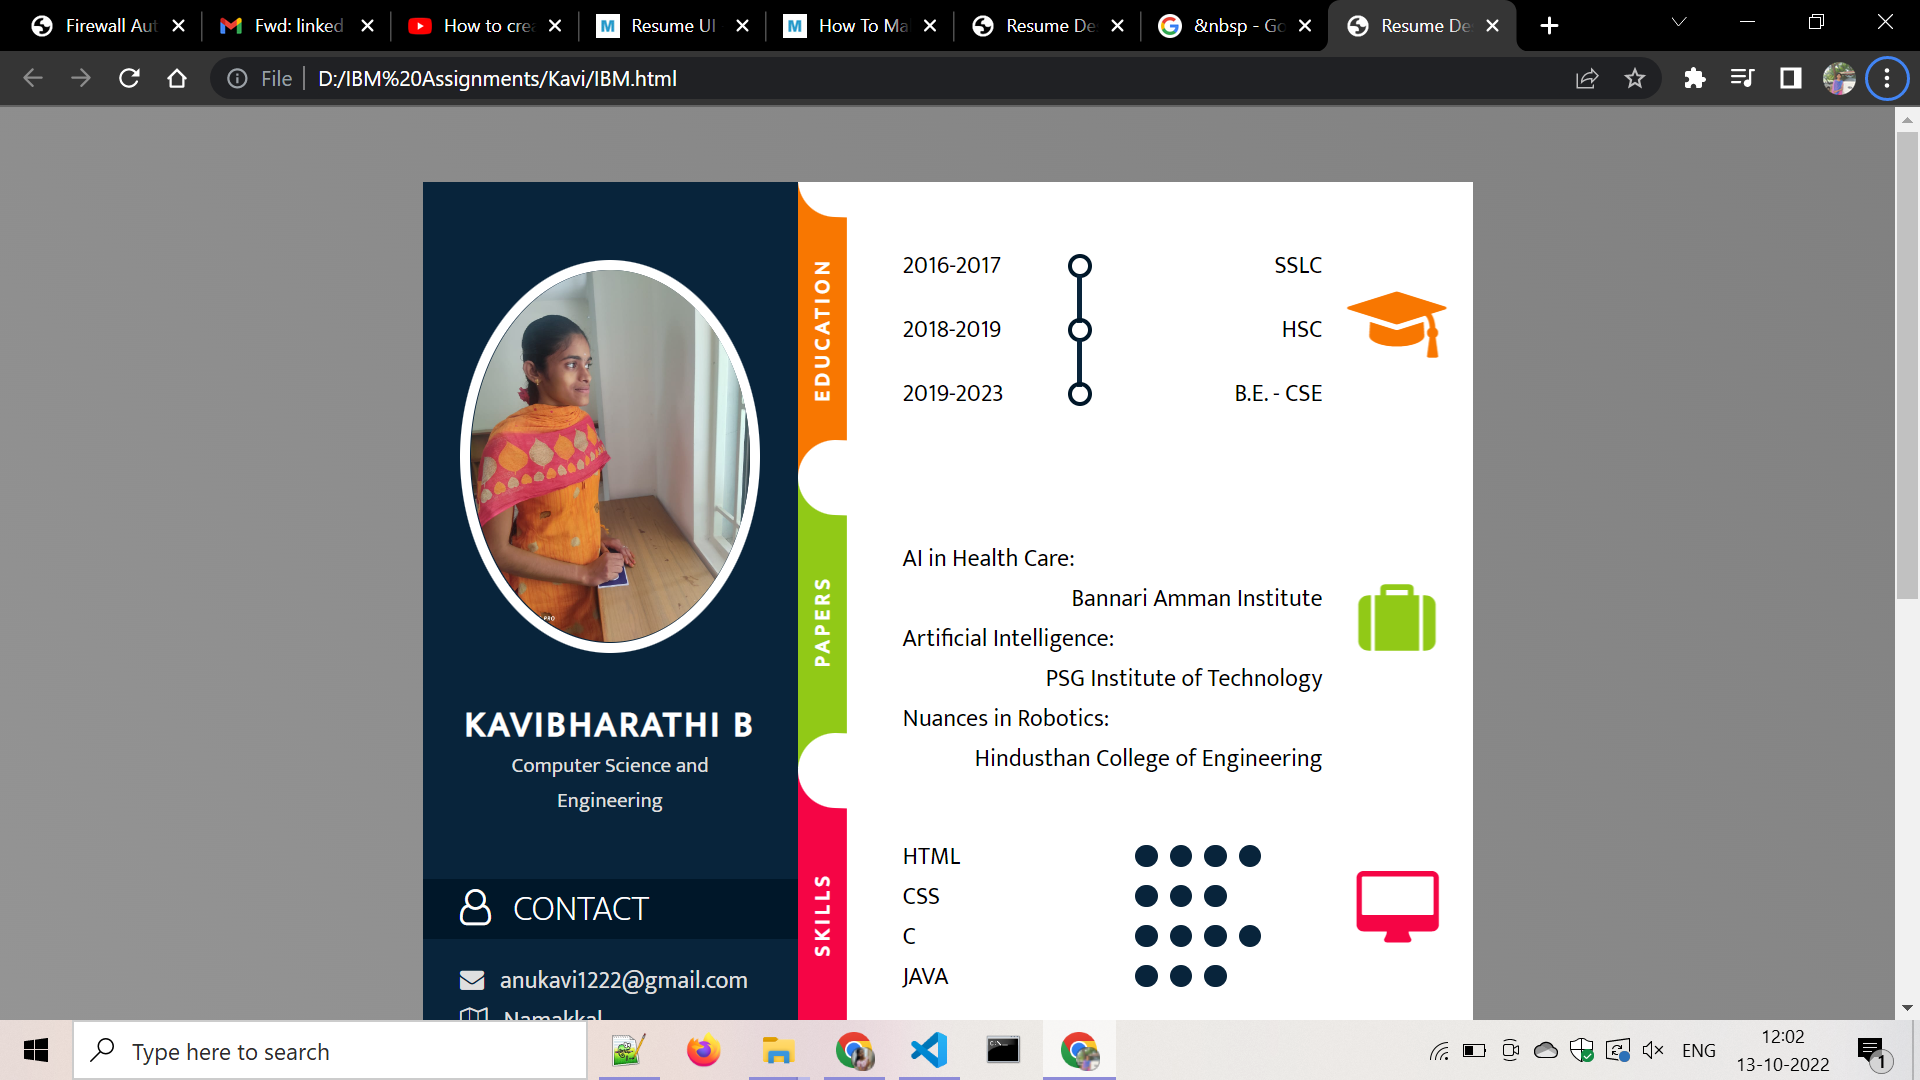 Firewall Aut
Fwd: linked
How to crea
Resume UI
How To Ma
Resume De
&nbsp - Go
Resume De
File
D:/IBM%20Assignments/Kavi/IBM.html
EDUCATION
2016-2017 SSLC
2018-2019 HSC
2019-2023 B.E. - CSE
PAPERS
AI in Health Care:
Bannari Amman Institute
Artificial Intelligence:
PSG Institute of Technology
Nuances in Robotics:
Hindusthan College of Engineering
KAVIBHARATHI B
Computer Science and
Engineering
SKILLS
HTML
CSS
C
JAVA
CONTACT
anukavi1222@gmail.com
Namakkal
Type here to search
ENG
12:02
13-10-2022
1